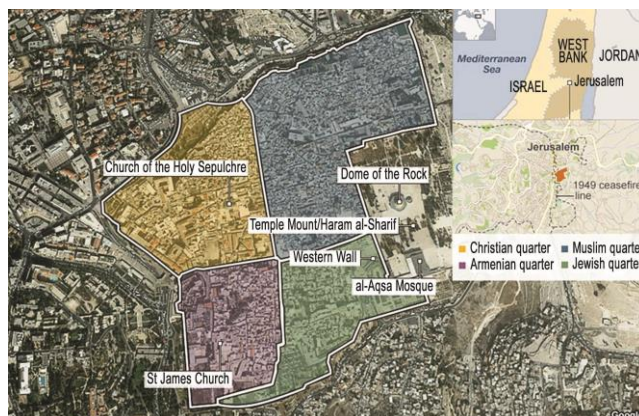 Mediterranean
Sea
WEST
BANK
JORDAN
Jerusalem
ISRAEL
Jerusalem
1949 ceasefire
line
Church of the Holy Sepulchre
Dome of the Rock
Temple Mount/Haram al-Sharif
Western Wall
al-Aqsa Mosque
St James Church
Christian quarter
Muslim quarte
Armenian quarter
Jewish quarte